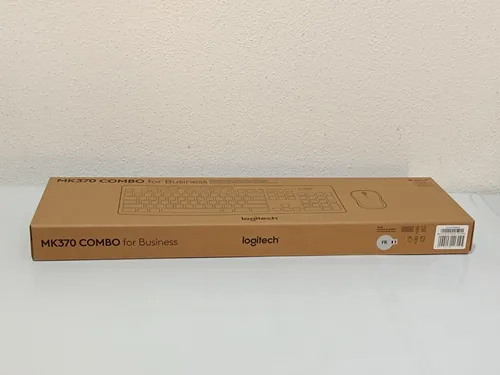 MK370 COMBO for Business
logitech
MK370 COMBO for Business
logitech
FR